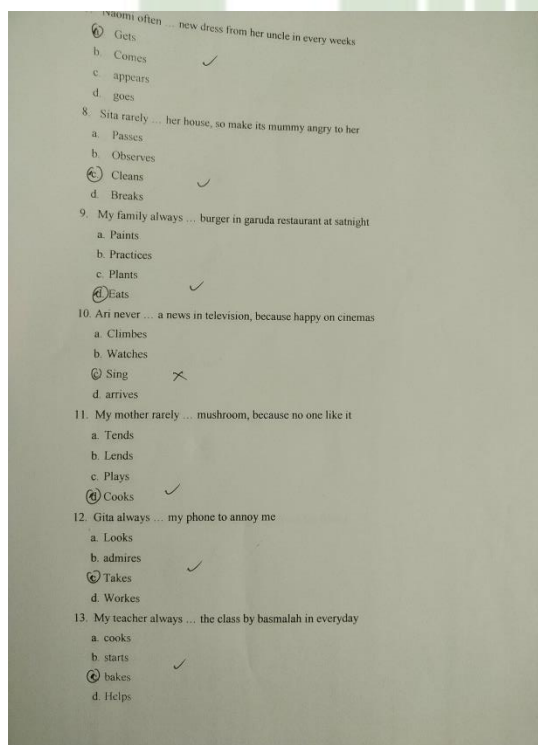 Naomi often ... new dress from her uncle in every weeks
a. Gets
b. Comes
c. appears
d. goes
8. Sita rarely ... her house, so make its mummy angry to her
a. Passes
b. Observes
c. Cleans
d. Breaks
9. My family always ... burger in garuda restaurant at satnight
a. Paints
b. Practices
c. Plants
d. Eats
10. Ari never ... a news in television, because happy on cinemas
a. Climbes
b. Watches
c. Sing
d. arrives
11. My mother rarely ... mushroom, because no one like it
a. Tends
b. Lends
c. Plays
d. Cooks
12. Gita always ... my phone to annoy me
a. Looks
b. admires
c. Takes
d. Workes
13. My teacher always ... the class by basmalah in everyday
a. cooks
b. starts
c. bakes
d. Helps